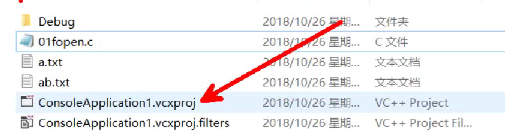 Debug 2018/10/26 星期... 文件夹
01fopen.c 2018/10/26 星期... C 文件
a.txt 2018/10/26 星期... 文本文档
ab.txt 2018/10/26 星期... 文本文档
ConsoleApplication1.vcxproj 2018/10/26 星期... VC++ Project
ConsoleApplication1.vcxproj.filters 2018/10/26 星期... VC++ Project Fil...